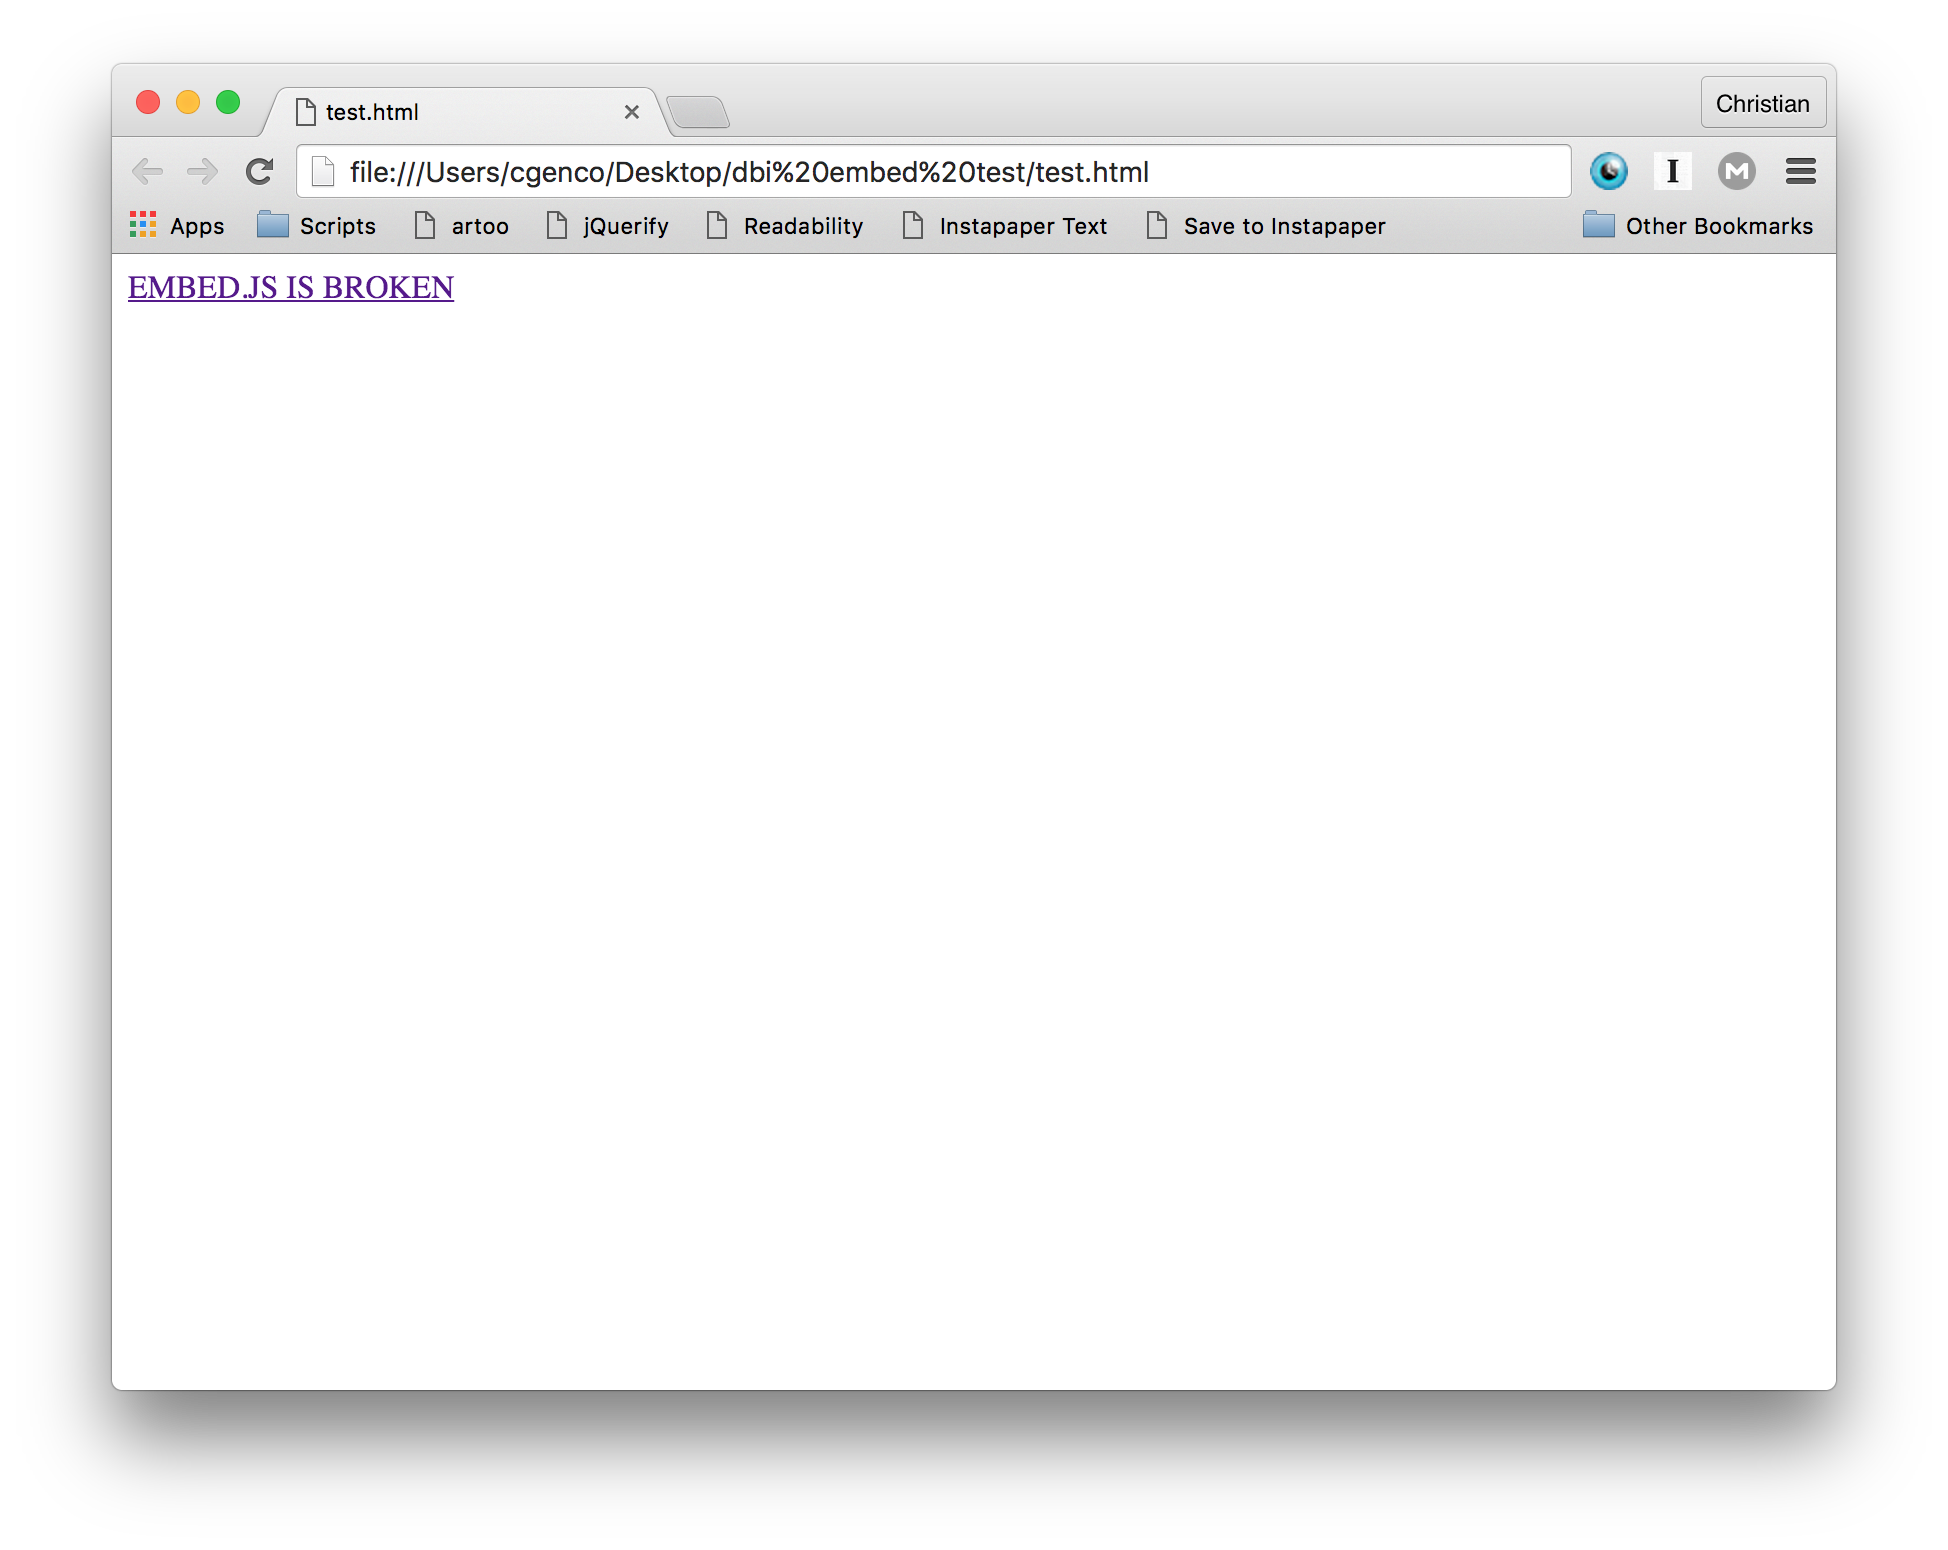 test.html
Christian
file:///Users/cgenco/Desktop/dbi%20embed%20test/test.html
I
M
Apps Scripts artoo jQuerify Readability Instapaper Text Save to Instapaper Other Bookmarks
EMBED.JS IS BROKEN